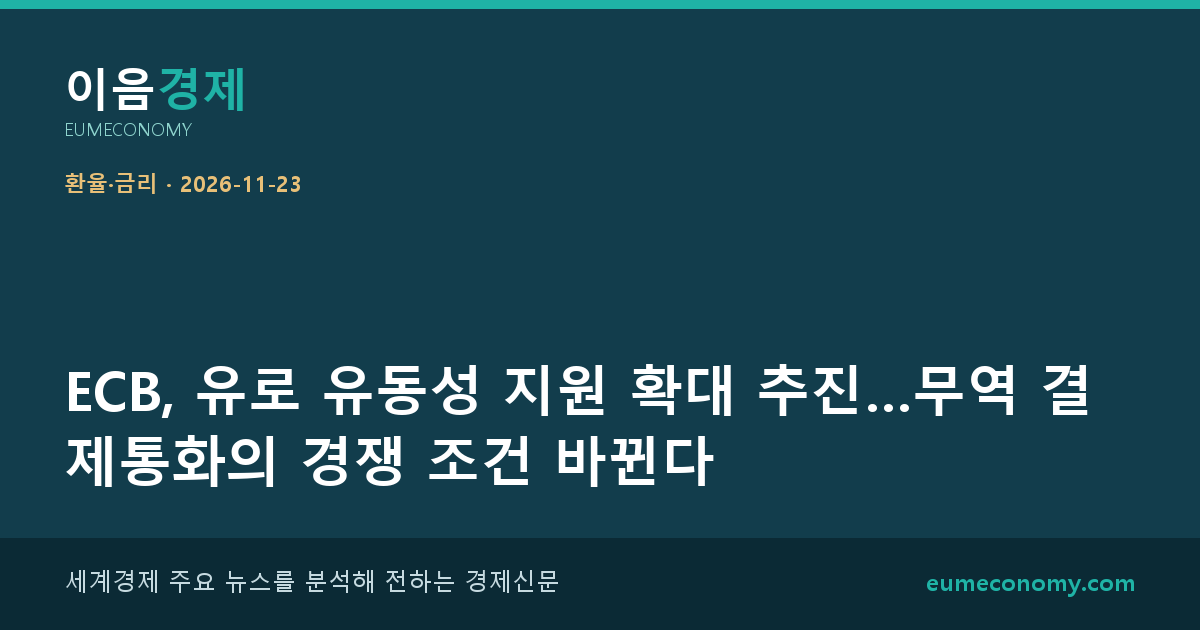 이음경제
EUMECONOMY
환율·금리 · 2026-11-23
ECB, 유로 유동성 지원 확대 추진…무역 결
제통화의 경쟁 조건 바뀐다
세계경제 주요 뉴스를 분석해 전하는 경제신문
eumeconomy.com